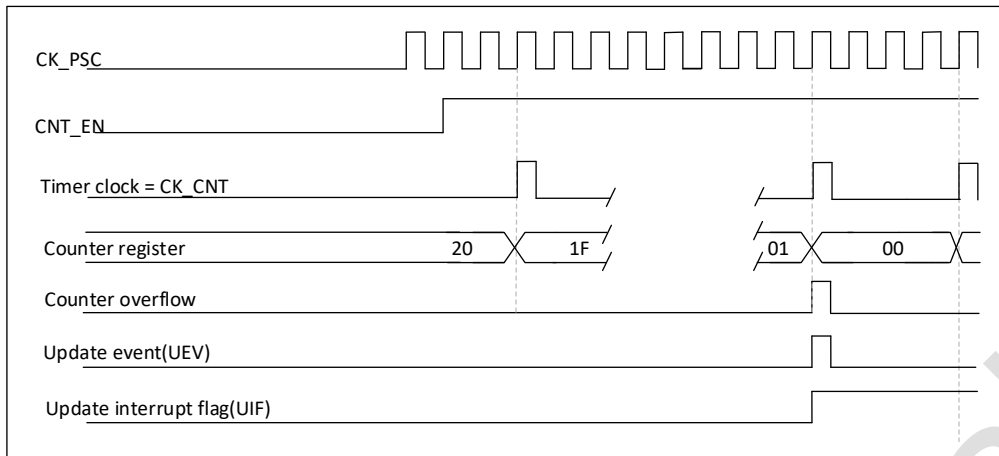 CK_PSC
CNT_EN
Timer clock = CK_CNT
Counter register 20 1F 01 00
Counter overflow
Update event(UEV)
Update interrupt flag(UIF)